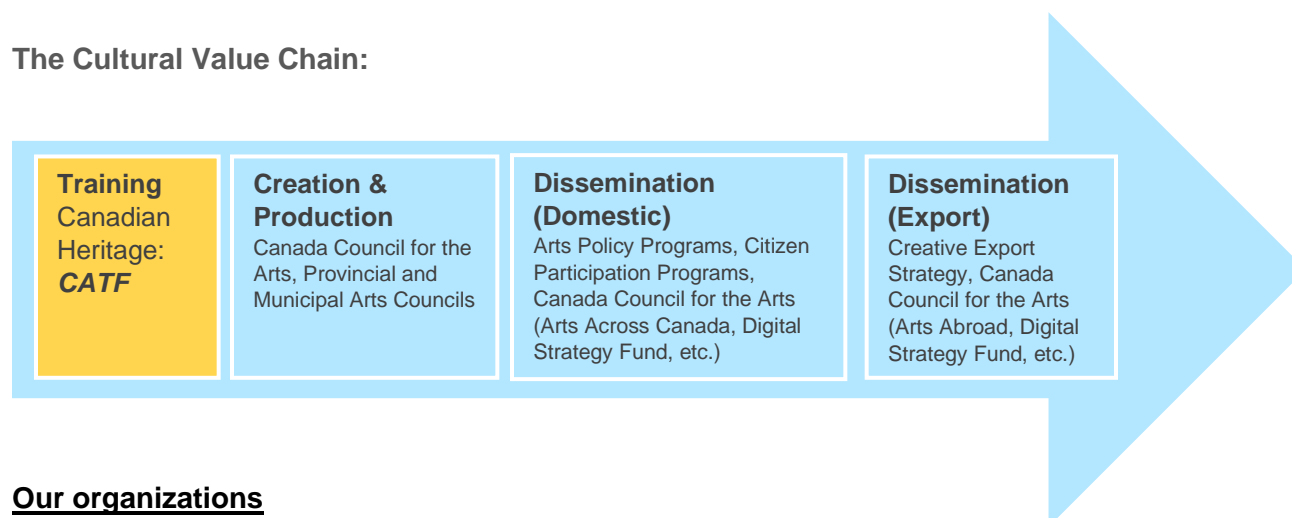 The Cultural Value Chain:
Training
Canadian
Heritage:
CATF
Creation &
Production
Canada Council for the
Arts, Provincial and
Municipal Arts Councils
Dissemination
(Domestic)
Arts Policy Programs, Citizen
Participation Programs,
Canada Council for the Arts
(Arts Across Canada, Digital
Strategy Fund, etc.)
Dissemination
(Export)
Creative Export
Strategy, Canada
Council for the Arts
(Arts Abroad, Digital
Strategy Fund, etc.)
Our organizations